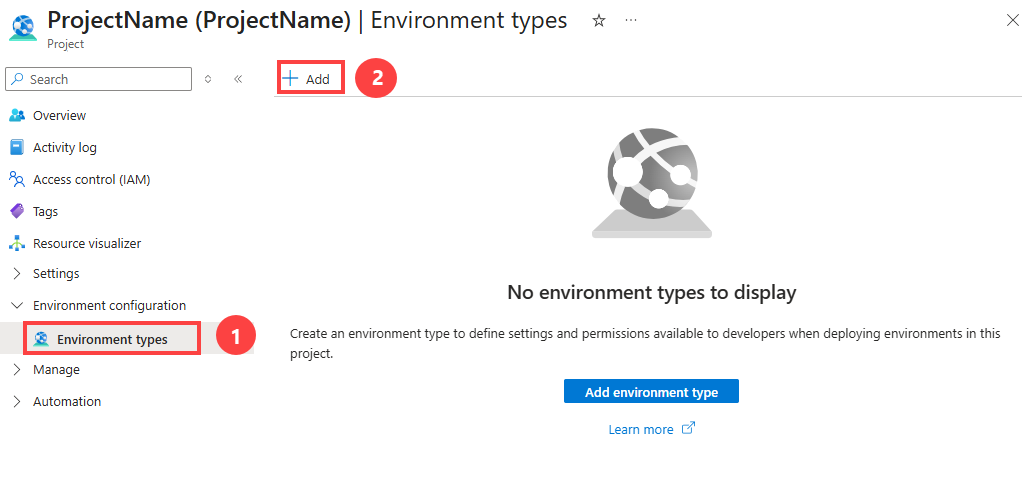 ProjectName (ProjectName) | Environment types
Project
Search
Add
2
Overview
Activity log
Access control (IAM)
Tags
Resource visualizer
Settings
Environment configuration
Environment types
1
Manage
Automation
No environment types to display
Create an environment type to define settings and permissions available to developers when deploying environments in this
project.
Add environment type
Learn more